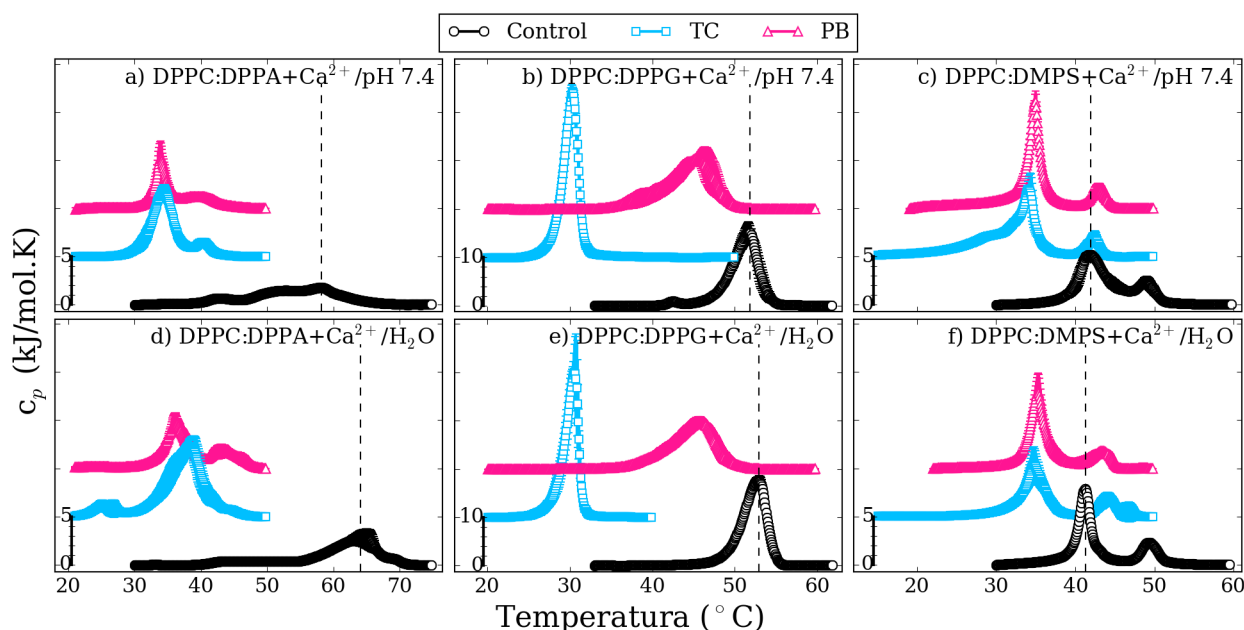 Control TC PB
a) DPPC:DPPA+Ca²⁺/pH 7.4
b) DPPC:DPPG+Ca²⁺/pH 7.4
c) DPPC:DMPS+Ca²⁺/pH 7.4
5 10 5
0 0 0
d) DPPC:DPPA+Ca²⁺/H₂O
e) DPPC:DPPG+Ca²⁺/H₂O
f) DPPC:DMPS+Ca²⁺/H₂O
5 10 5
0 0 0
20 30 40 50 60 70
20 30 40 50 60
20 30 40 50 60
cₚ (kJ/mol.K)
Temperatura (°C)